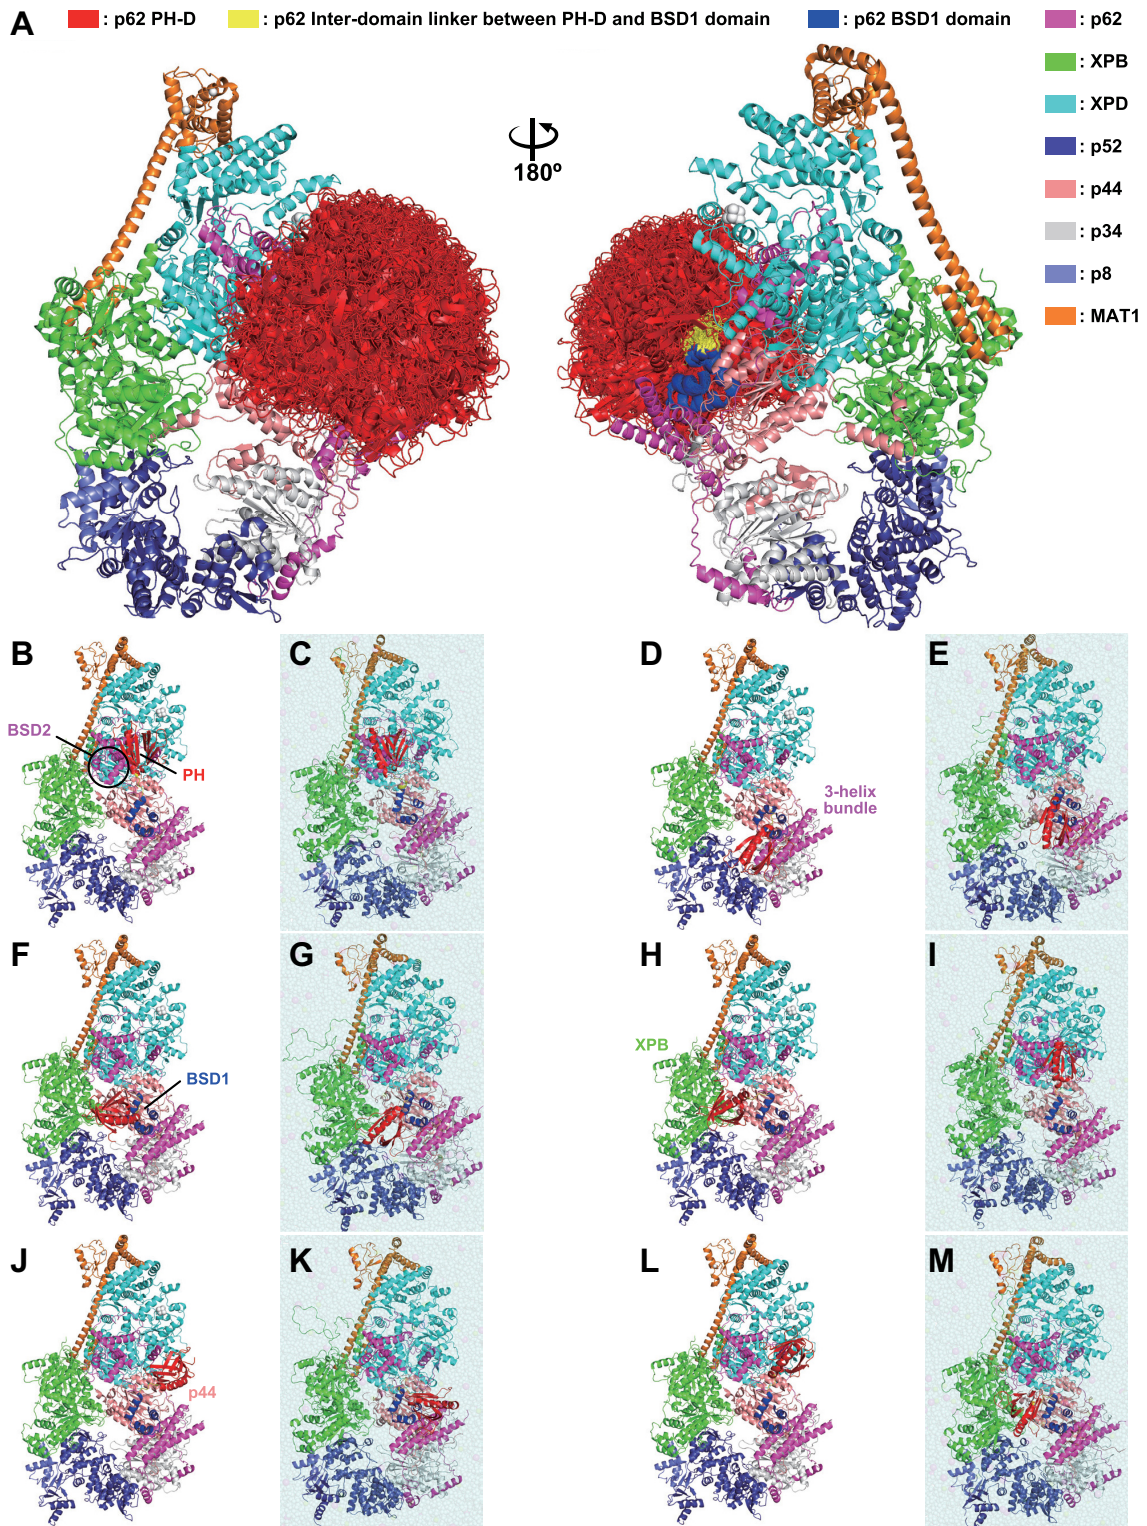 A
: p62 PH-D
: p62 Inter-domain linker between PH-D and BSD1 domain
: p62 BSD1 domain
: p62
: XPB
: XPD
: p52
: p44
: p34
: p8
: MAT1
180º
B
C
D
E
BSD2
PH
3-helix
bundle
F
G
H
I
BSD1
XPB
J
K
L
M
p44